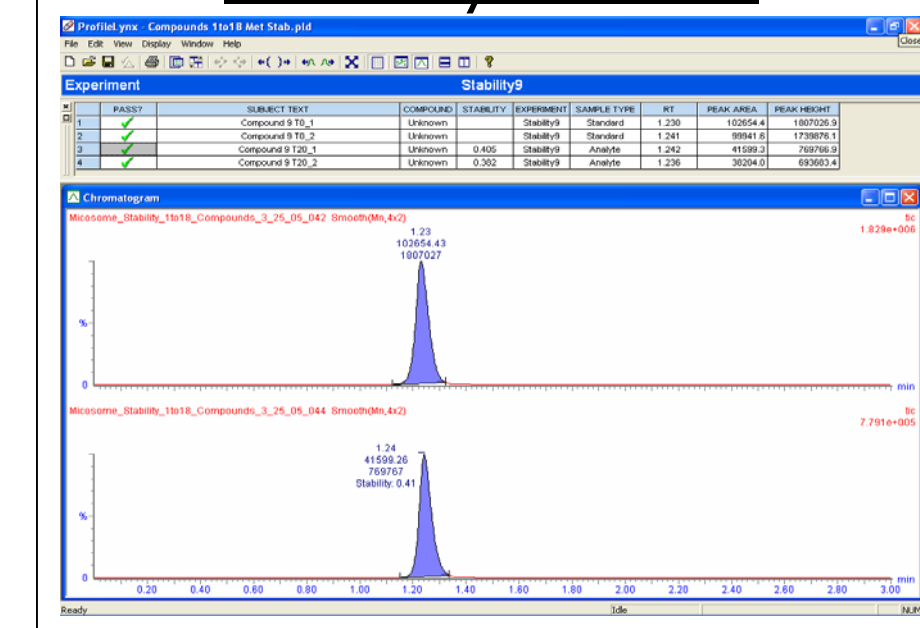 ProfileLynx - Compounds 1to18 Met Stab.pld
File Edit View Display Window Help
Close
Experiment Stability9
PASS? SUBJECT TEXT COMPOUND STABILITY EXPERIMENT SAMPLE TYPE RT PEAK AREA PEAK HEIGHT
1 Compound 9 T0_1 Unknown Stability9 Standard 1.230 102654.4 1807026.9
2 Compound 9 T0_2 Unknown Stability9 Standard 1.241 99941.6 1739876.1
3 Compound 9 T20_1 Unknown 0.405 Stability9 Analyte 1.242 41599.3 769766.9
4 Compound 9 T20_2 Unknown 0.382 Stability9 Analyte 1.236 38204.0 693683.4
Chromatogram
Micosome_Stability_1to18_Compounds_3_25_05_042 Smooth(Mn,4x2) tic
1.829e+006
1.23
102654.43
1807027
%
0 min
Micosome_Stability_1to18_Compounds_3_25_05_044 Smooth(Mn,4x2) tic
7.791e+005
1.24
41599.26
769767
Stability: 0.41
%
0 min
0.20 0.40 0.60 0.80 1.00 1.20 1.40 1.60 1.80 2.00 2.20 2.40 2.60 2.80 3.00
Ready Idle NUM